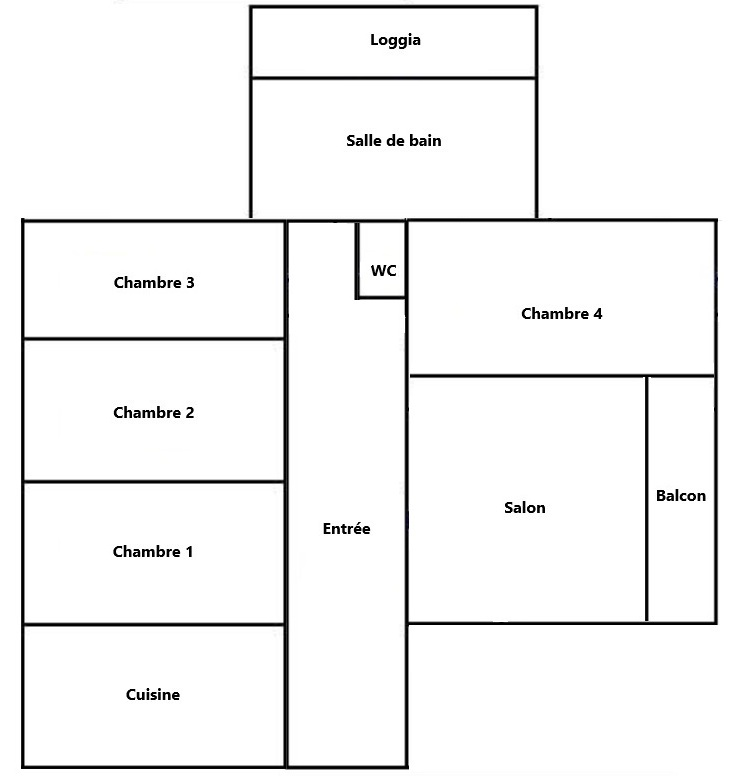 Loggia
Salle de bain
Chambre 3
WC
Chambre 4
Chambre 2
Salon
Balcon
Entrée
Chambre 1
Cuisine